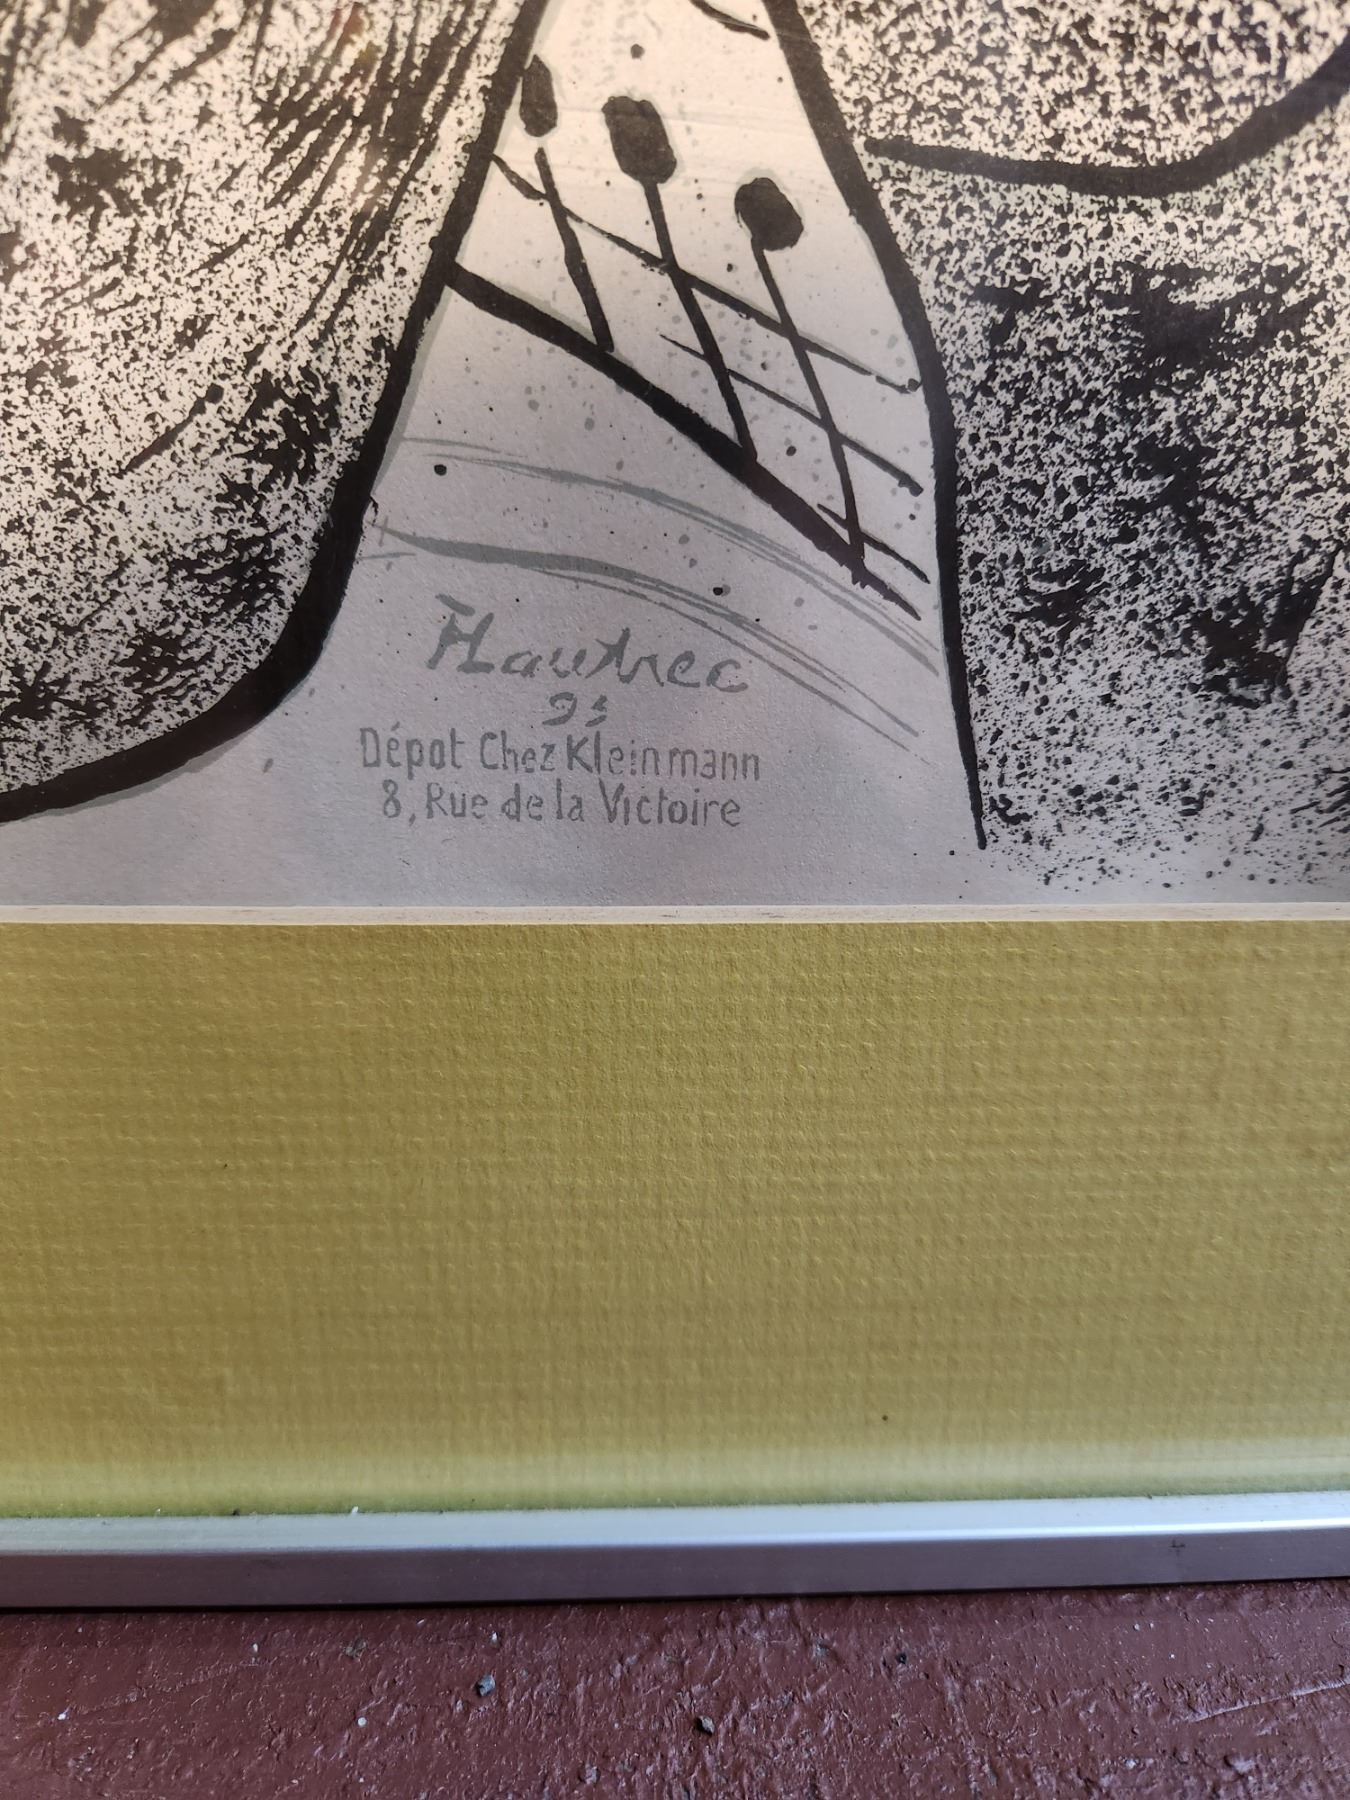 HLautrec
95
Dépot Chez Kleinmann
8, Rue de la Victoire